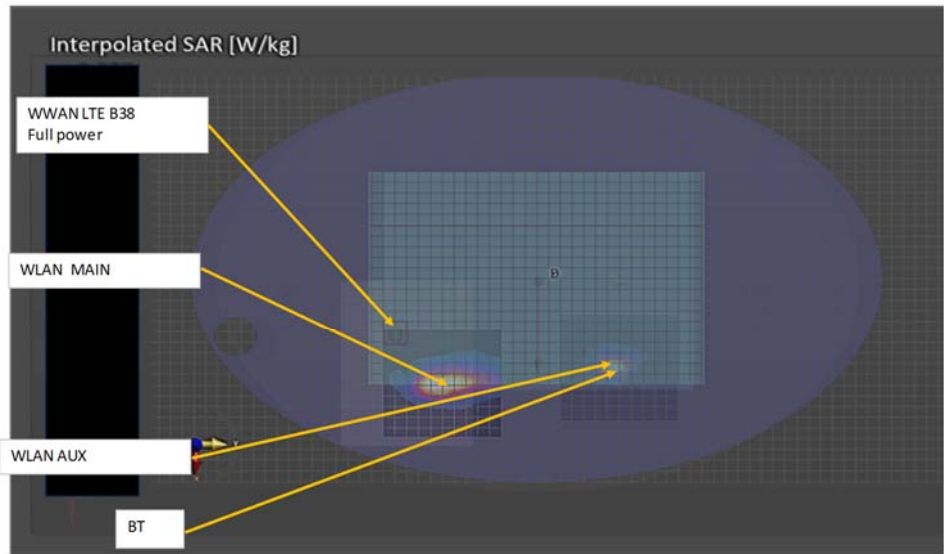 Interpolated SAR [W/kg]
WWAN LTE B38
Full power
WLAN MAIN
B
WLAN AUX
BT